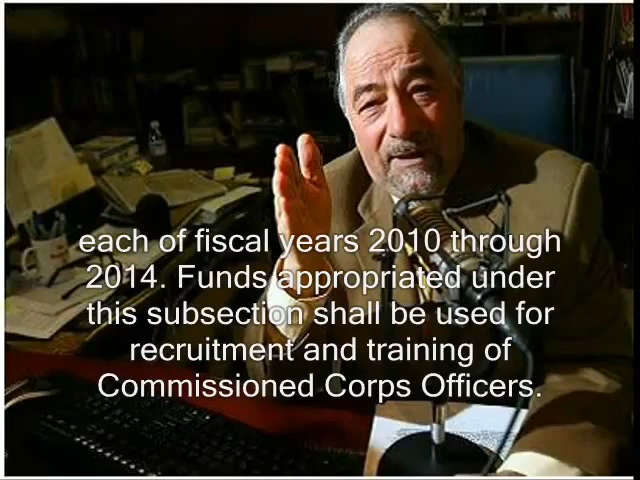 each of fiscal years 2010 through
2014. Funds appropriated under
this subsection shall be used for
recruitment and training of
Commissioned Corps Officers.